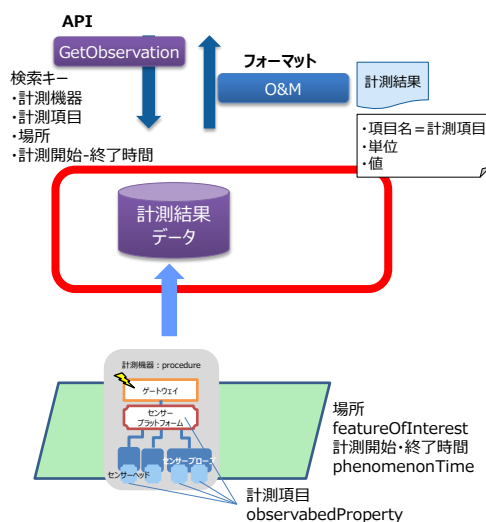 API
GetObservation
検索キー
・計測機器
・計測項目
・場所
・計測開始-終了時間
フォーマット
O&M
計測結果
・項目名＝計測項目
・単位
・値
計測結果
データ
計測機器：procedure
ゲートウェイ
センサー
プラットフォーム
センサープローブ
センサーヘッド
場所
featureOfInterest
計測開始・終了時間
phenomenonTime
計測項目
observabedProperty